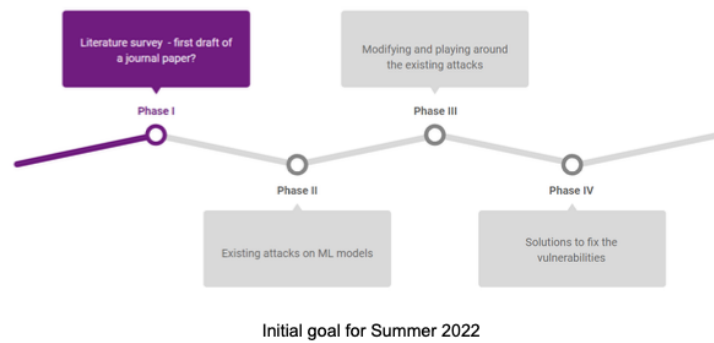 Literature survey - first draft of
a journal paper?
Phase I
Existing attacks on ML models
Phase II
Modifying and playing around
the existing attacks
Phase III
Solutions to fix the
vulnerabilities
Phase IV
Initial goal for Summer 2022